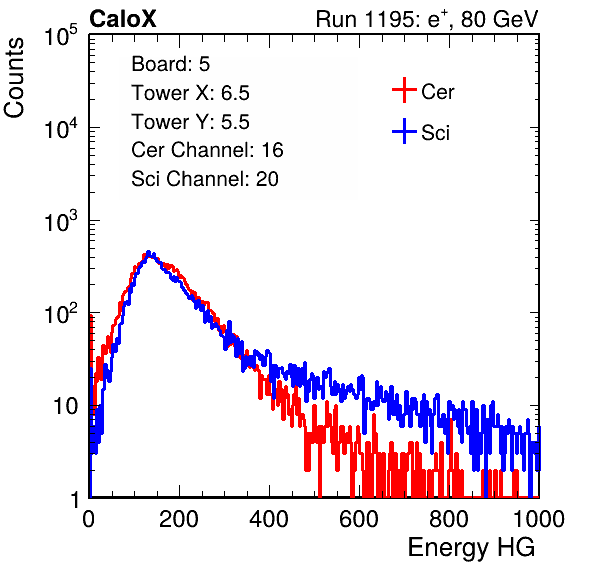 CaloX Run 1195: e+, 80 GeV
Counts
Board: 5
Tower X: 6.5
Tower Y: 5.5
Cer Channel: 16
Sci Channel: 20
Cer
Sci
10^5
10^4
10^3
10^2
10
1
0 200 400 600 800 1000
Energy HG